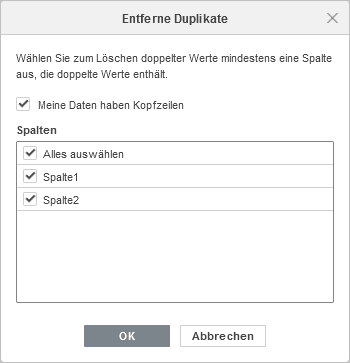 Entferne Duplikate
Wählen Sie zum Löschen doppelter Werte mindestens eine Spalte
aus, die doppelte Werte enthält.
Meine Daten haben Kopfzeilen
Spalten
Alles auswählen
Spalte1
Spalte2
OK Abbrechen